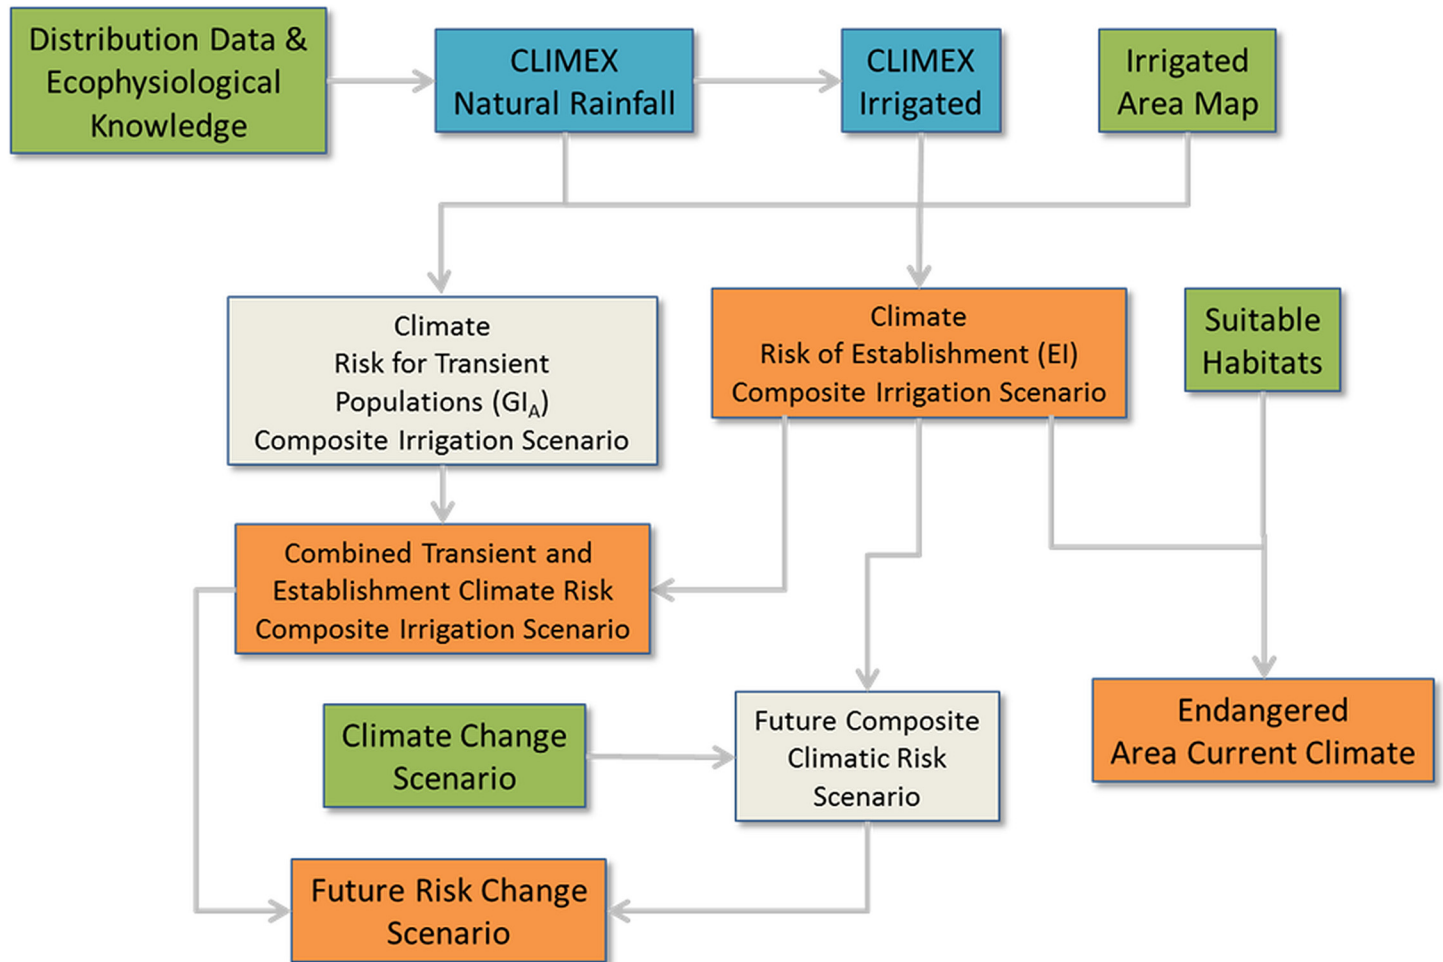 Distribution Data &
Ecophysiological
Knowledge
CLIMEX
Natural Rainfall
CLIMEX
Irrigated
Irrigated
Area Map
Climate
Risk for Transient
Populations (GIA)
Composite Irrigation Scenario
Climate
Risk of Establishment (EI)
Composite Irrigation Scenario
Suitable
Habitats
Combined Transient and
Establishment Climate Risk
Composite Irrigation Scenario
Climate Change
Scenario
Future Composite
Climatic Risk
Scenario
Endangered
Area Current Climate
Future Risk Change
Scenario